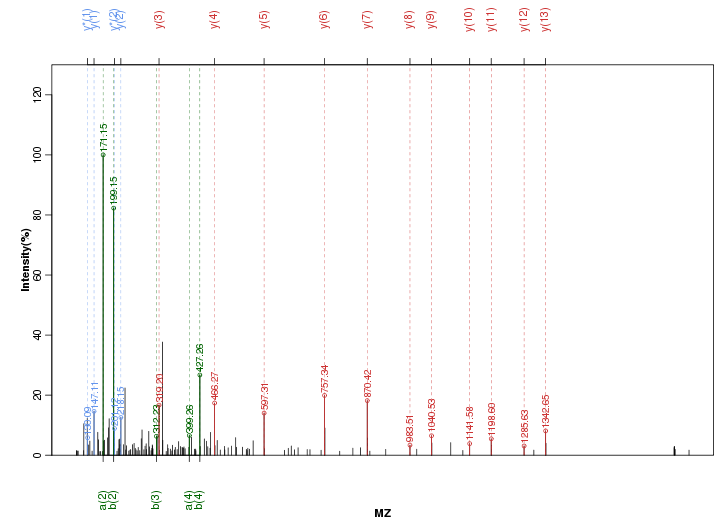 y*(1) y(1) y*(2) y(2) y(3) y(4) y(5) y(6) y(7) y(8) y(9) y(10) y(11) y(12) y(13)
Intensity(%)
0 20 40 60 80 100 120
147.11 171.15 199.15 218.15 312.23 319.20 399.26 427.26 466.27 597.31 757.34 870.42 983.51 1040.53 1141.58 1198.60 1285.63 1342.65
a(2) b(2) b(3) a(4) b(4)
MZ